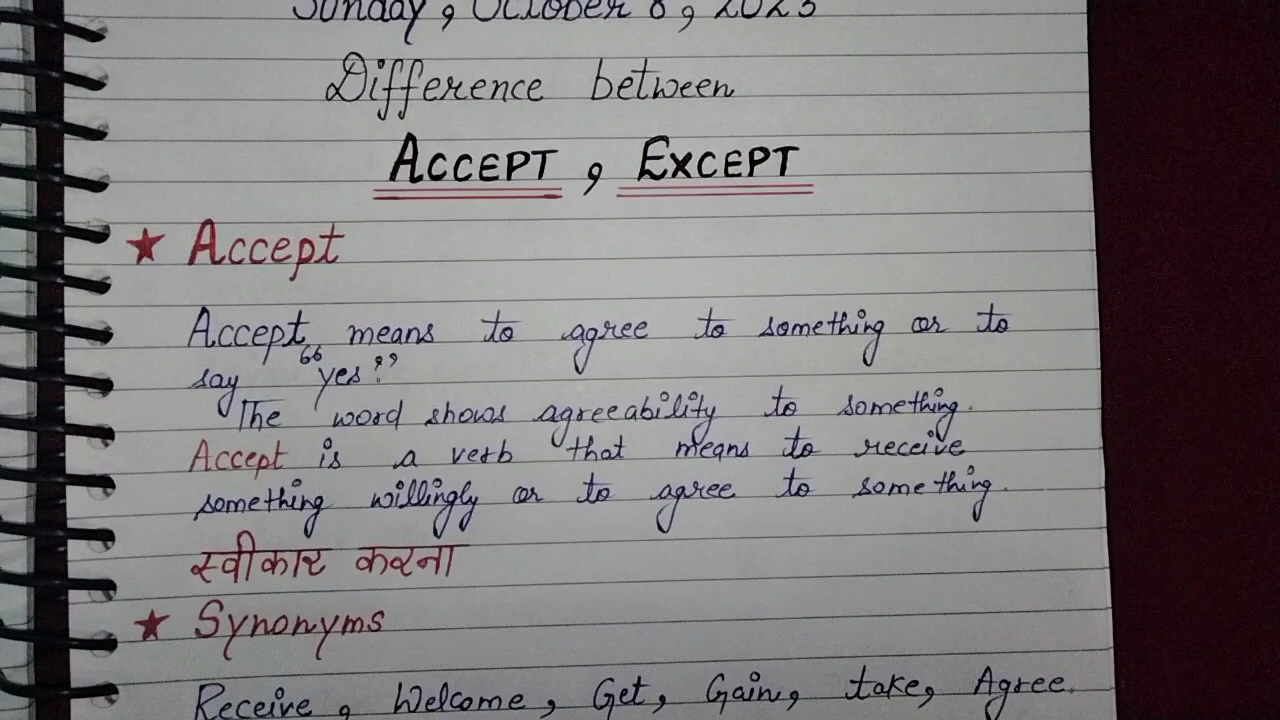 Sunday, October 8, 2023
Difference between
ACCEPT, EXCEPT
★ Accept
Accept means to agree to something or to
say “yes”
The word shows agreeability to something.
Accept is a verb that means to receive
something willingly or to agree to something.
स्वीकार करना
★ Synonyms
Receive, Welcome, Get, Gain, take, Agree.